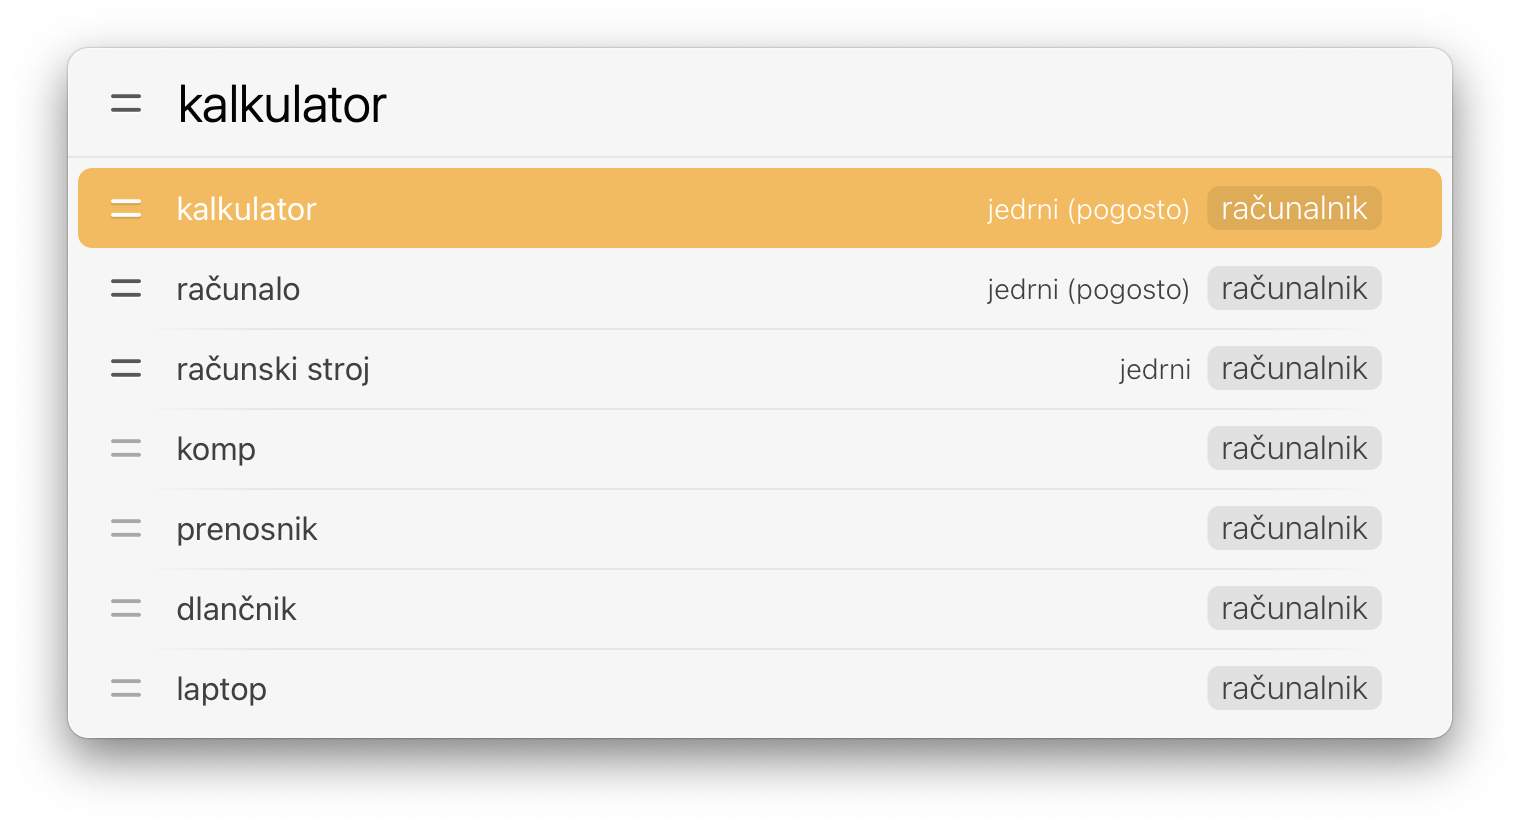 kalkulator
kalkulator jedrni (pogosto) računalnik
računalo jedrni (pogosto) računalnik
računski stroj jedrni računalnik
komp računalnik
prenosnik računalnik
dlančnik računalnik
laptop računalnik